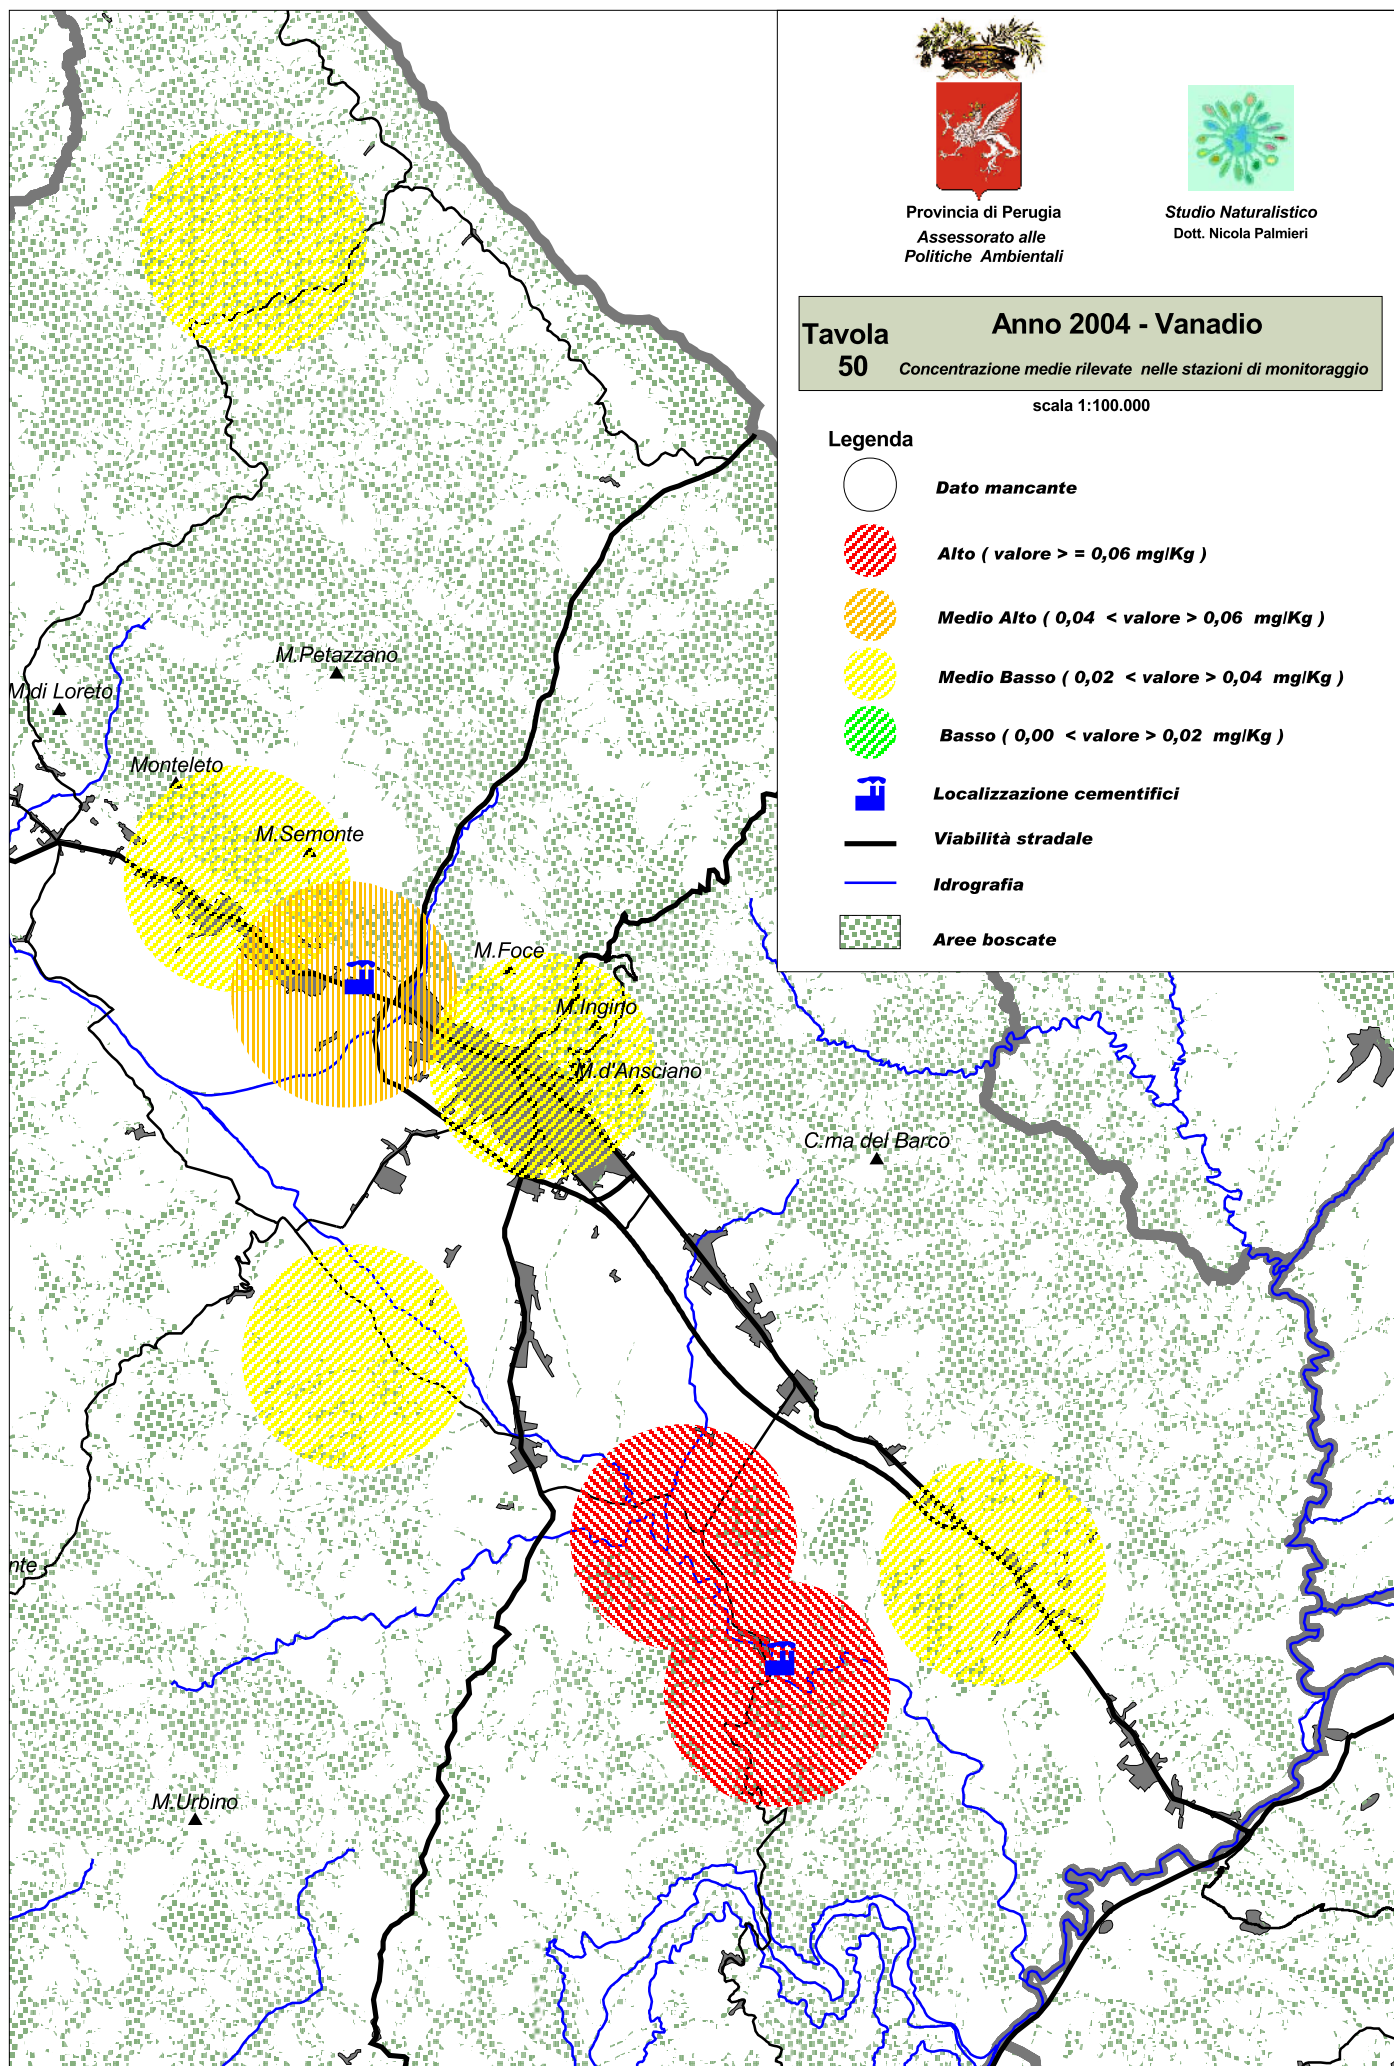 Provincia di Perugia
Assessorato alle
Politiche Ambientali
Studio Naturalistico
Dott. Nicola Palmieri
Tavola
50
Anno 2004 - Vanadio
Concentrazione medie rilevate nelle stazioni di monitoraggio
scala 1:100.000
Legenda
Dato mancante
Alto ( valore > = 0,06 mg/Kg )
Medio Alto ( 0,04 < valore > 0,06 mg/Kg )
Medio Basso ( 0,02 < valore > 0,04 mg/Kg )
Basso ( 0,00 < valore > 0,02 mg/Kg )
Localizzazione cementifici
Viabilità stradale
Idrografia
Aree boscate
M.Petazzano
M.di Loreto
Monteleto
M.Semonte
M.Foce
M.Ingino
M.d'Ansciano
C.ma del Barco
nte
M.Urbino